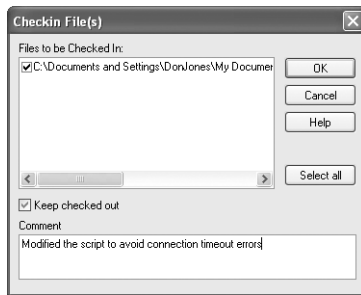 Checkin File(s)
Files to be Checked In:
C:\Documents and Settings\DonJones\My Documer
OK
Cancel
Help
Select all
Keep checked out
Comment
Modified the script to avoid connection timeout errors